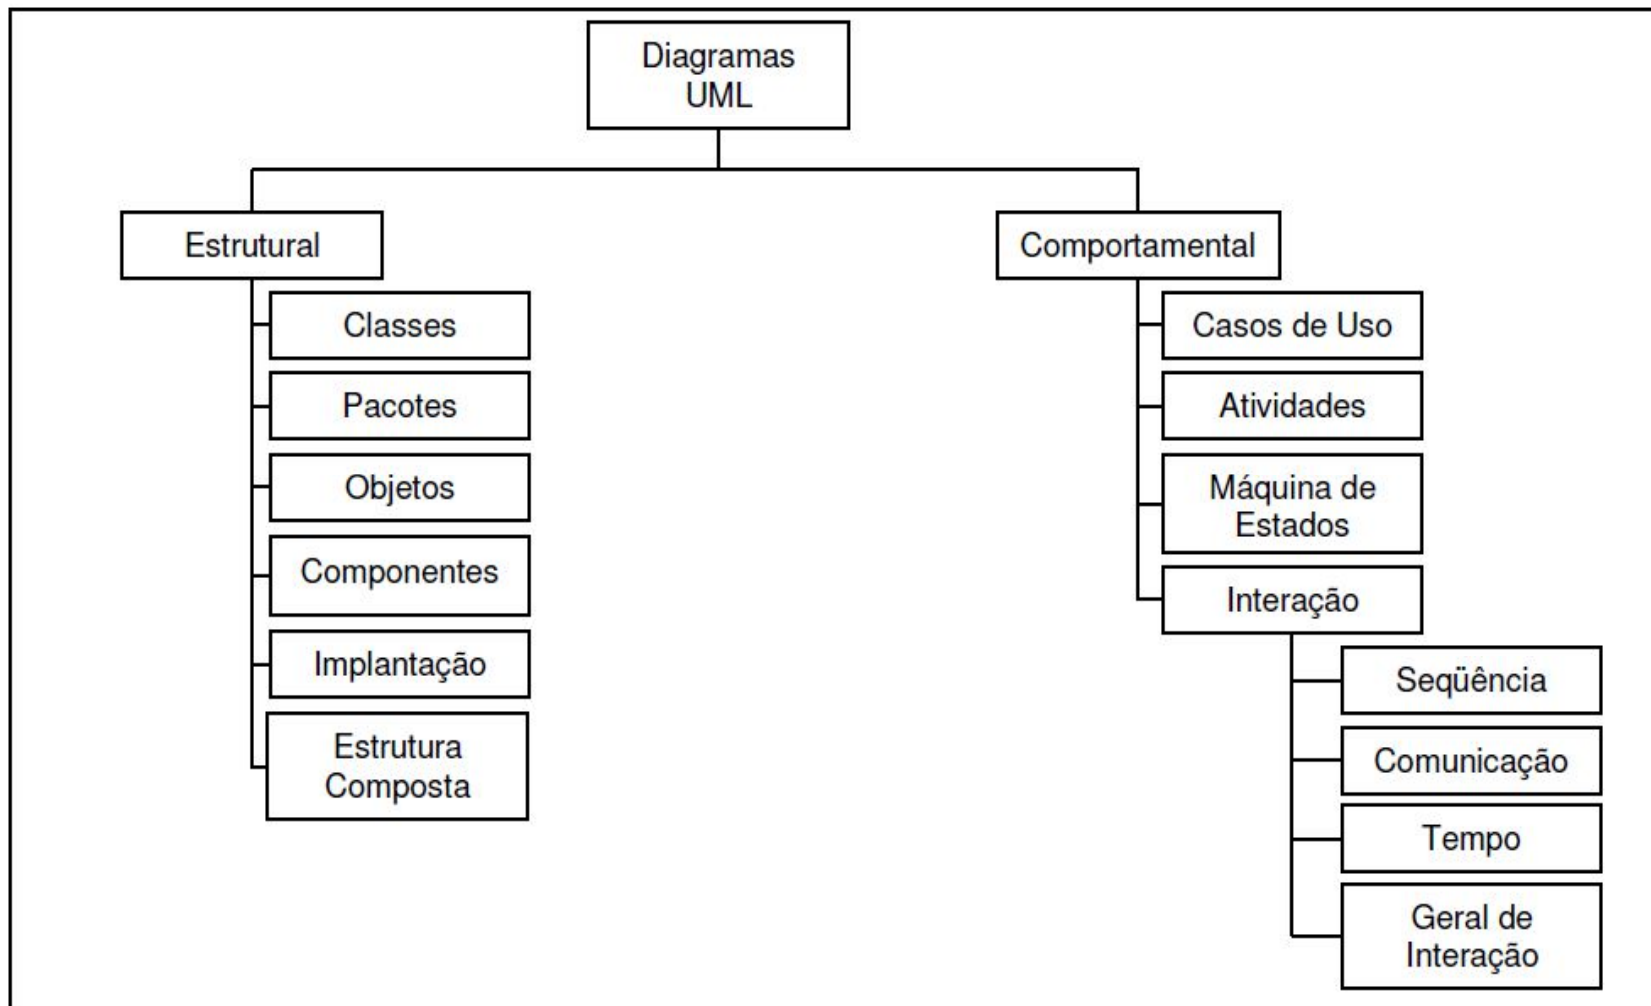 Diagramas
UML
Estrutural
Classes
Pacotes
Objetos
Componentes
Implantação
Estrutura
Composta
Comportamental
Casos de Uso
Atividades
Máquina de
Estados
Interação
Seqüência
Comunicação
Tempo
Geral de
Interação